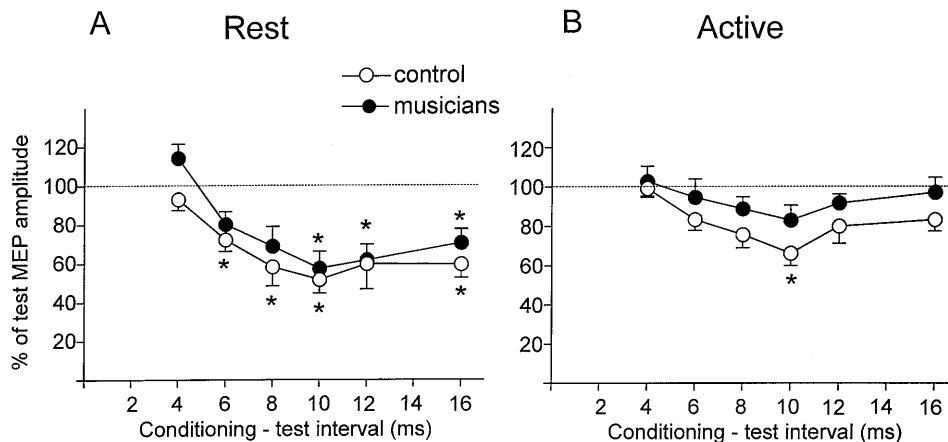 A Rest
control
musicians
% of test MEP amplitude
120
100
80
60
40
20
* * * * * * *
2 4 6 8 10 12 14 16
Conditioning - test interval (ms)
B Active
120
100
80
60
40
20
*
2 4 6 8 10 12 14 16
Conditioning - test interval (ms)